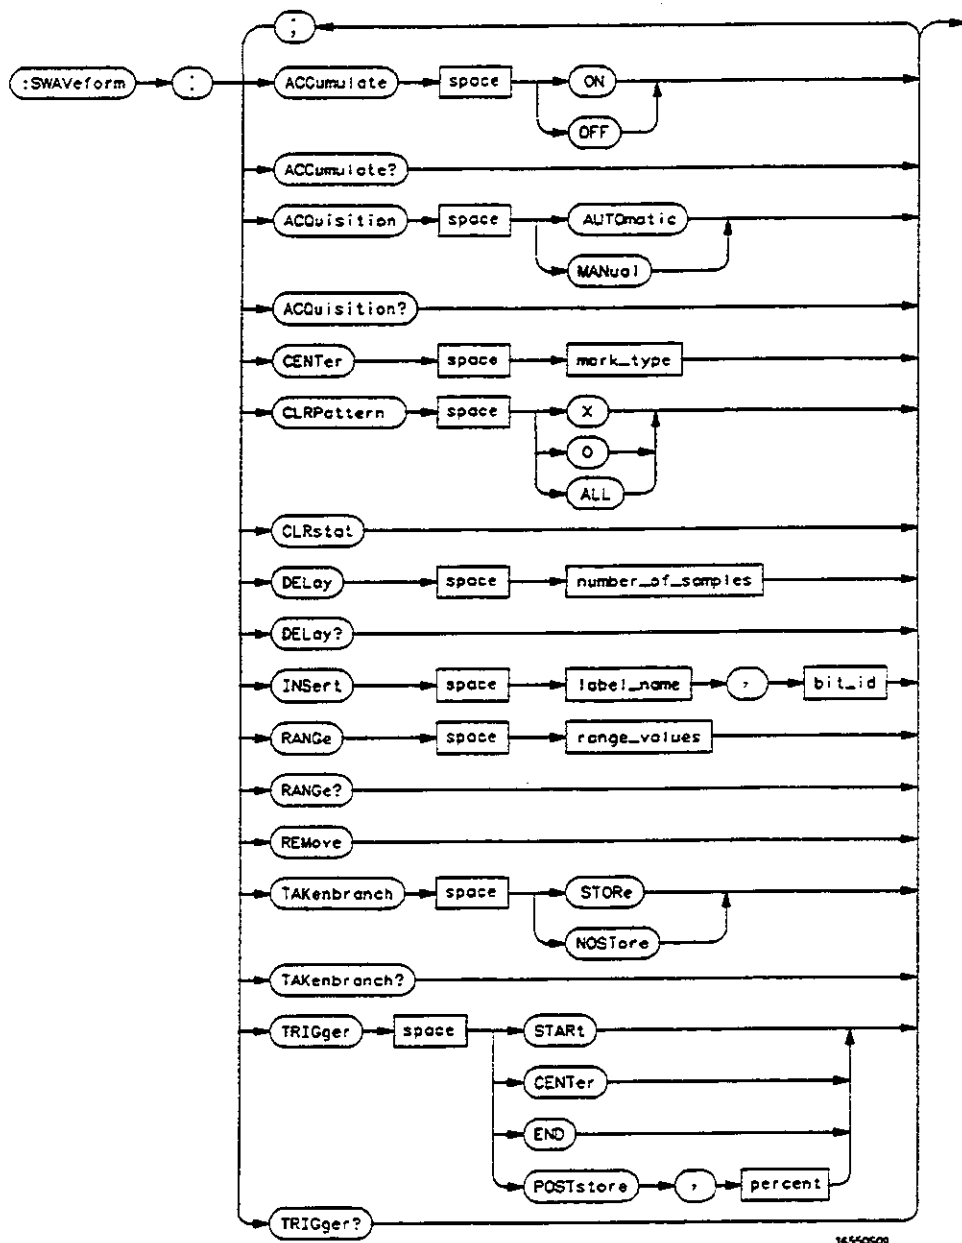 ;
:SWAVeform : ACCumulate space ON
OFF
ACCumulate?
ACQuisition space AUTOmatic
MANual
ACQuisition?
CENTer space mark_type
CLRPattern space X
O
ALL
CLRstat
DELay space number_of_samples
DELay?
INSert space label_name , bit_id
RANGe space range_values
RANGe?
REMove
TAKenbranch space STORe
NOSTore
TAKenbranch?
TRIGger space STARt
CENTer
END
POSTstore , percent
TRIGger?
16550S09